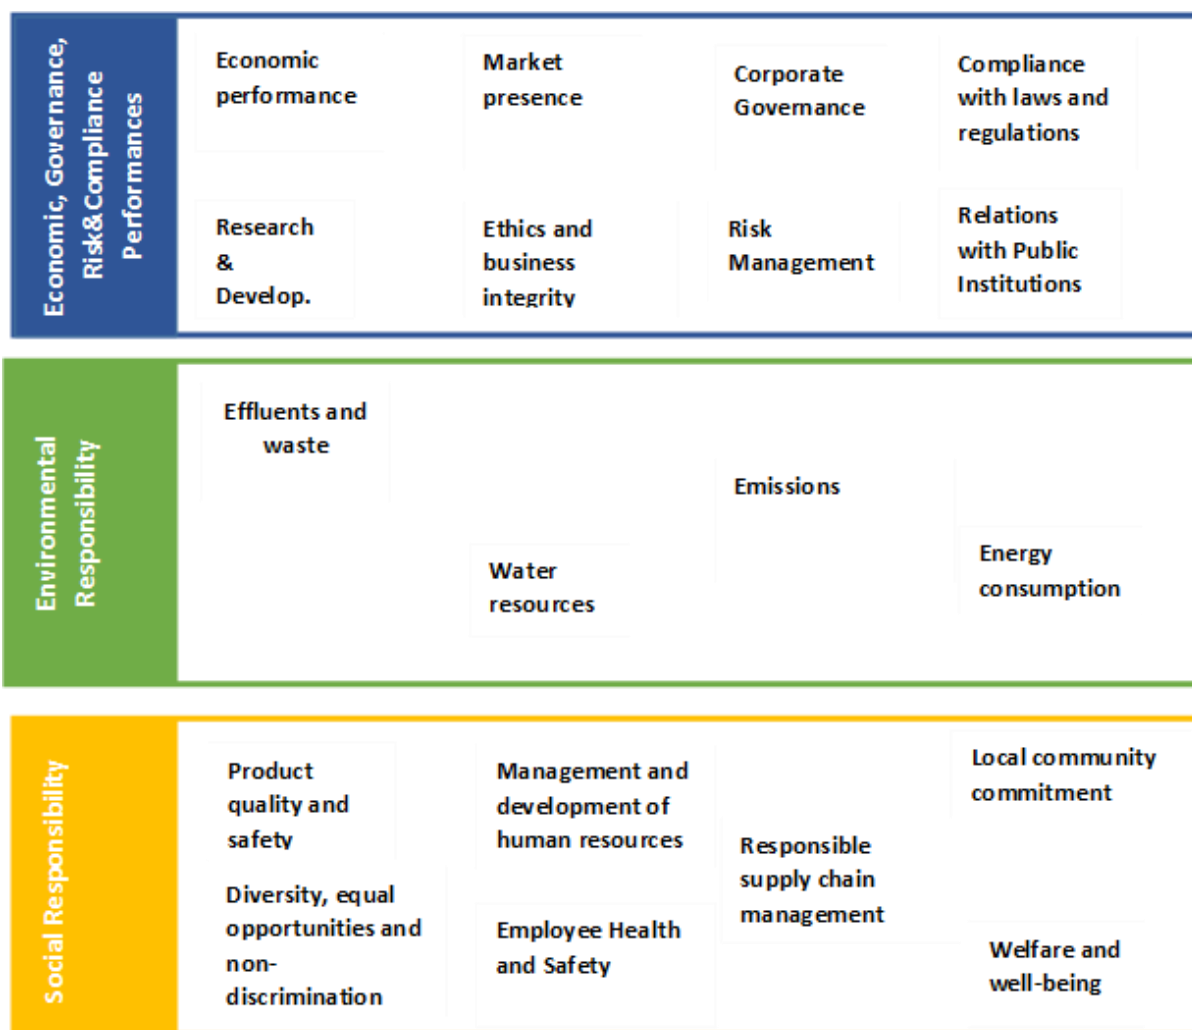 Economic, Governance,
Risk&Compliance
Performances
Economic
performance
Market
presence
Corporate
Governance
Compliance
with laws and
regulations
Research
&
Develop.
Ethics and
business
integrity
Risk
Management
Relations
with Public
Institutions
Environmental
Responsibility
Effluents and
waste
Water
resources
Emissions
Energy
consumption
Social Responsibility
Product
quality and
safety
Management and
development of
human resources
Local community
commitment
Responsible
supply chain
management
Diversity, equal
opportunities and
non-
discrimination
Employee Health
and Safety
Welfare and
well-being